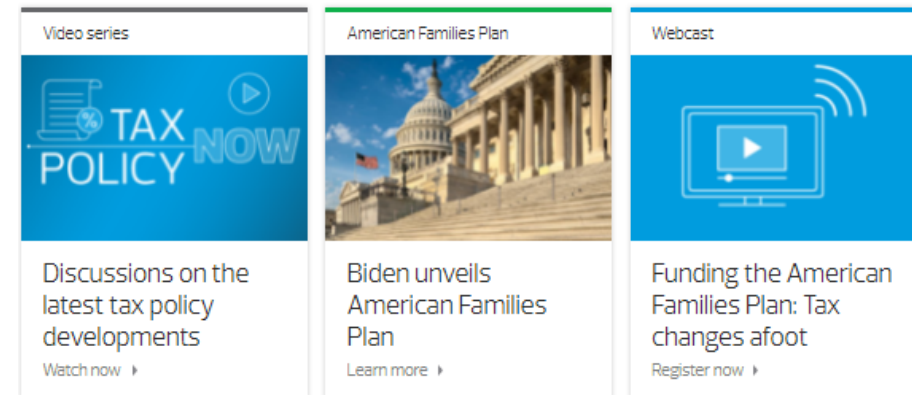 Video series
TAX
NOW
POLICY
Discussions on the
latest tax policy
developments
Watch now
American Families Plan
Biden unveils
American Families
Plan
Learn more
Webcast
Funding the American
Families Plan: Tax
changes afoot
Register now